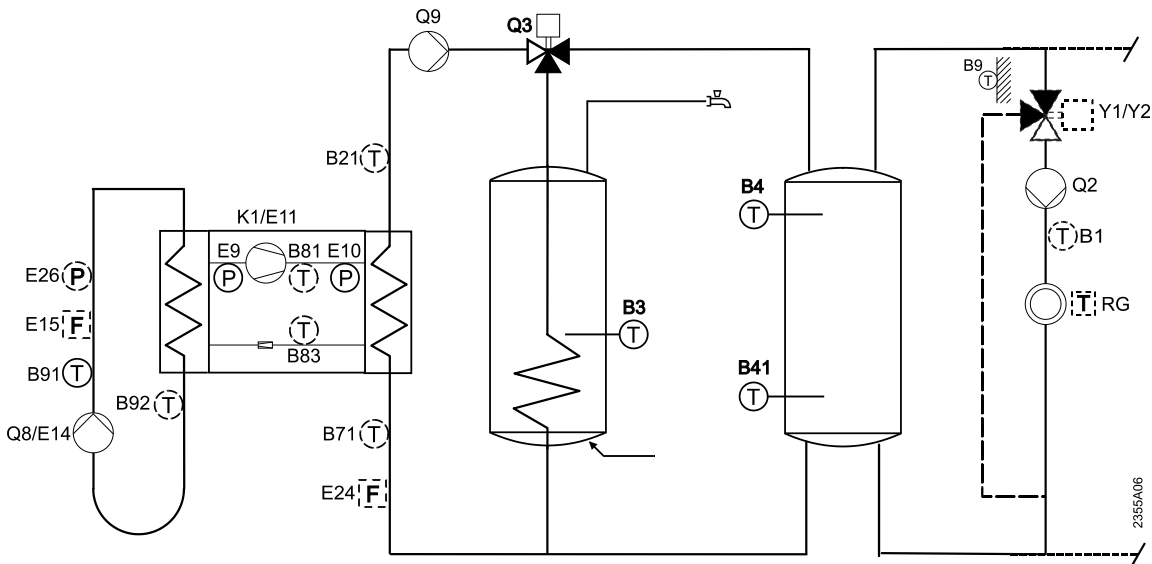 Q9
Q3
B9
T
Y1/Y2
B21
T
B4
T
Q2
K1/E11
T
B1
E9
B81
E10
E26
P
P
T
P
B3
T
T
RG
E15
F
T
B83
B91
T
B41
T
B92
T
Q8/E14
B71
T
E24
F
2355A06